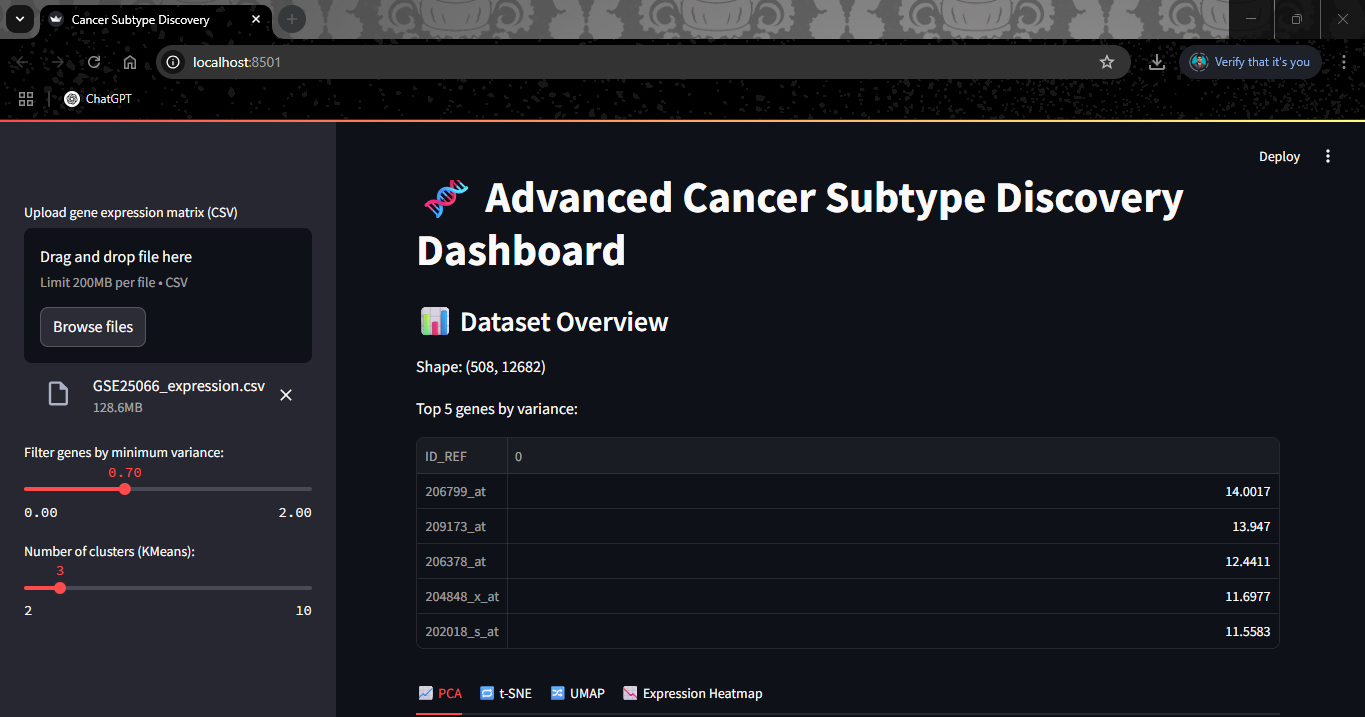 Cancer Subtype Discovery
localhost:8501
Verify that it's you
ChatGPT
Deploy
Upload gene expression matrix (CSV)
Drag and drop file here
Limit 200MB per file • CSV
Browse files
GSE25066_expression.csv
128.6MB
Filter genes by minimum variance:
0.70
0.00 2.00
Number of clusters (KMeans):
3
2 10
Advanced Cancer Subtype Discovery
Dashboard
Dataset Overview
Shape: (508, 12682)
Top 5 genes by variance:
ID_REF 0
206799_at 14.0017
209173_at 13.947
206378_at 12.4411
204848_x_at 11.6977
202018_s_at 11.5583
PCA t-SNE UMAP Expression Heatmap